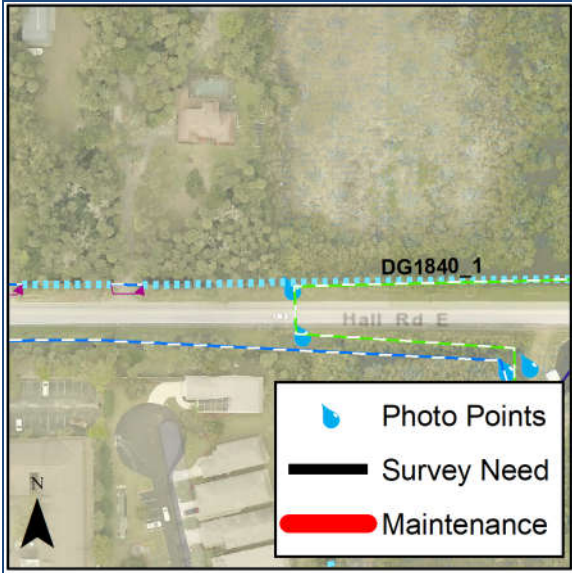 DG1840_1
Hall Rd E
Photo Points
Survey Need
Maintenance
N